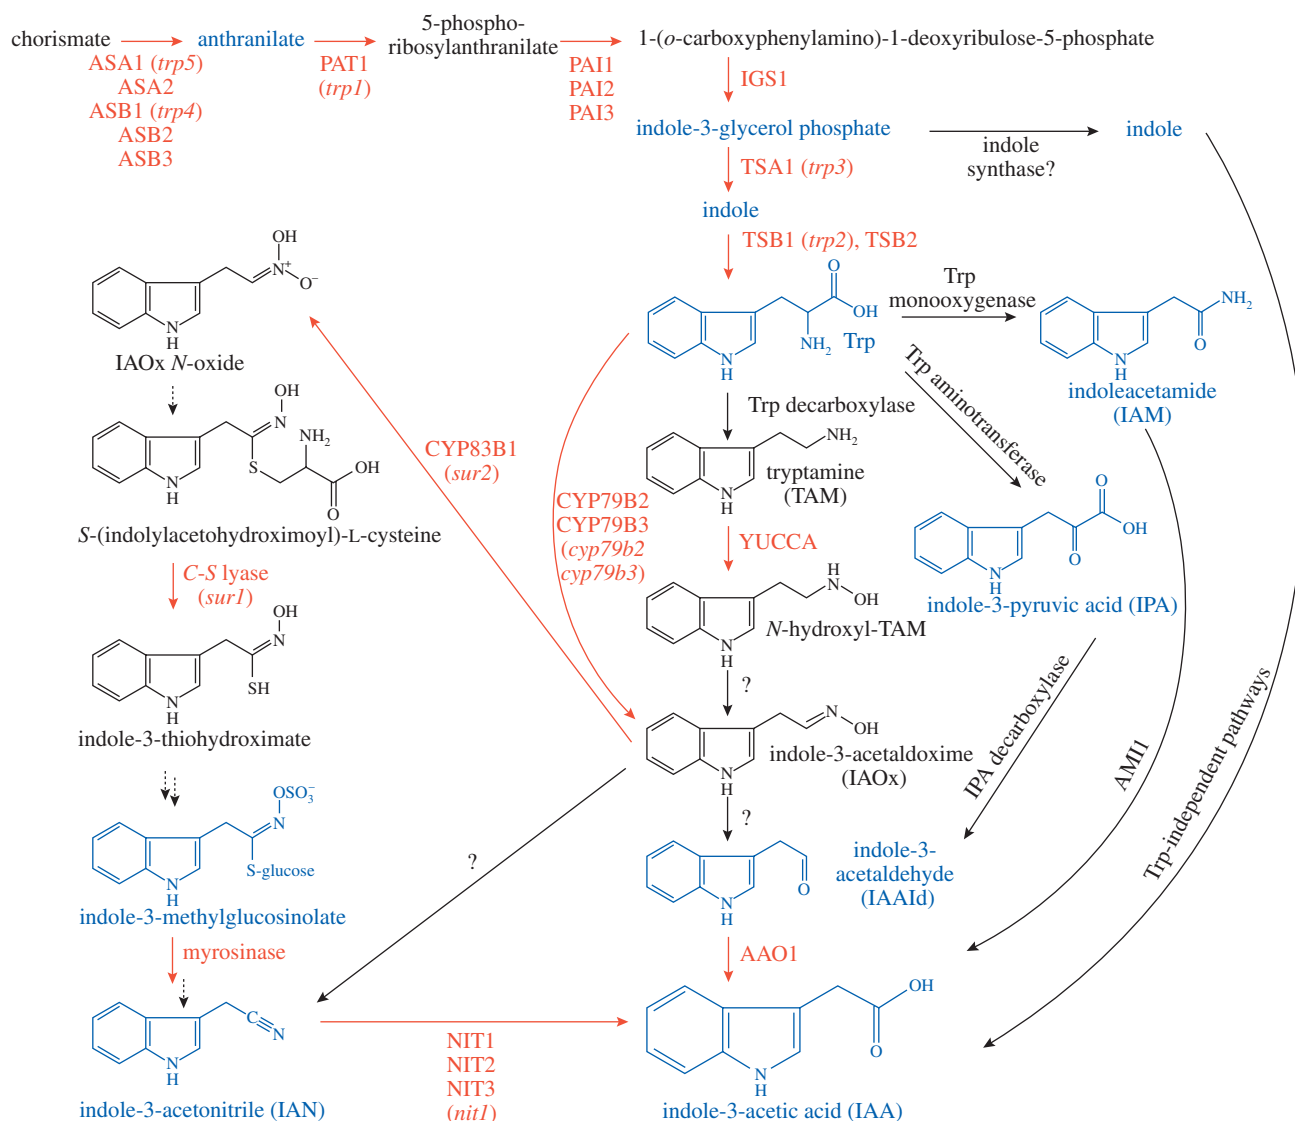 chorismate
anthranilate
5-phospho-
ribosylanthranilate
1-(o-carboxyphenylamino)-1-deoxyribulose-5-phosphate
ASA1 (trp5)
ASA2
ASB1 (trp4)
ASB2
ASB3
PAT1
(trp1)
PAI1
PAI2
PAI3
IGS1
indole-3-glycerol phosphate
indole
synthase?
indole
TSA1 (trp3)
indole
TSB1 (trp2), TSB2
OH
N⁺
O⁻
N
H
IAOx N-oxide
O
OH
NH₂
N
H
Trp
Trp
monooxygenase
NH₂
O
N
H
indoleacetamide
(IAM)
Trp aminotransferase
Trp decarboxylase
OH
N
NH₂
S
OH
O
N
H
S-(indolylacetohydroximoyl)-L-cysteine
CYP83B1
(sur2)
CYP79B2
CYP79B3
(cyp79b2
cyp79b3)
NH₂
N
H
tryptamine
(TAM)
YUCCA
O
OH
O
N
H
indole-3-pyruvic acid (IPA)
C-S lyase
(sur1)
H
N
OH
N
H
N-hydroxyl-TAM
?
OH
N
SH
N
H
indole-3-thiohydroximate
N
OH
N
H
indole-3-acetaldoxime
(IAOx)
?
IPA decarboxylase
AMI1
Trp-independent pathways
OSO₃⁻
N
S-glucose
N
H
indole-3-methylglucosinolate
?
O
N
H
indole-3-
acetaldehyde
(IAAId)
myrosinase
AAO1
C
N
N
H
indole-3-acetonitrile (IAN)
NIT1
NIT2
NIT3
(nit1)
OH
O
N
H
indole-3-acetic acid (IAA)